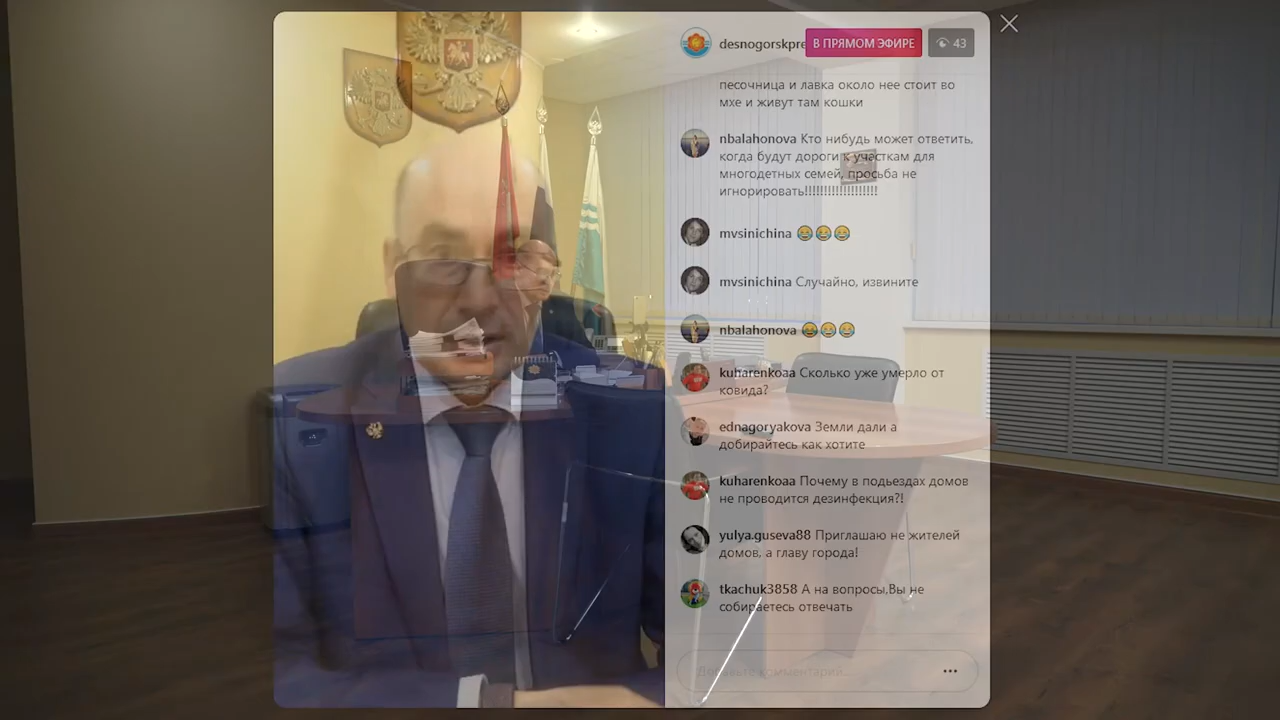 desnogorskpre
В ПРЯМОМ ЭФИРЕ
43
песочница и лавка около нее стоит во
мхе и живут там кошки
nbalahonova Кто нибудь может ответить,
когда будут дороги к участкам для
многодетных семей, просьба не
игнорировать!!!!!!!!!!!!!!!!!!!
mvsinichina 😂😂😂
mvsinichina Случайно, извините
nbalahonova 😂😂😂
kuharenkoaa Сколько уже умерло от
ковида?
ednagoryakova Земли дали а
добирайтесь как хотите
kuharenkoaa Почему в подьездах домов
не проводится дезинфекция?!
yulya.guseva88 Приглашаю не жителей
домов, а главу города!
tkachuk3858 А на вопросы,Вы не
собираетесь отвечать
Добавьте комментарий...